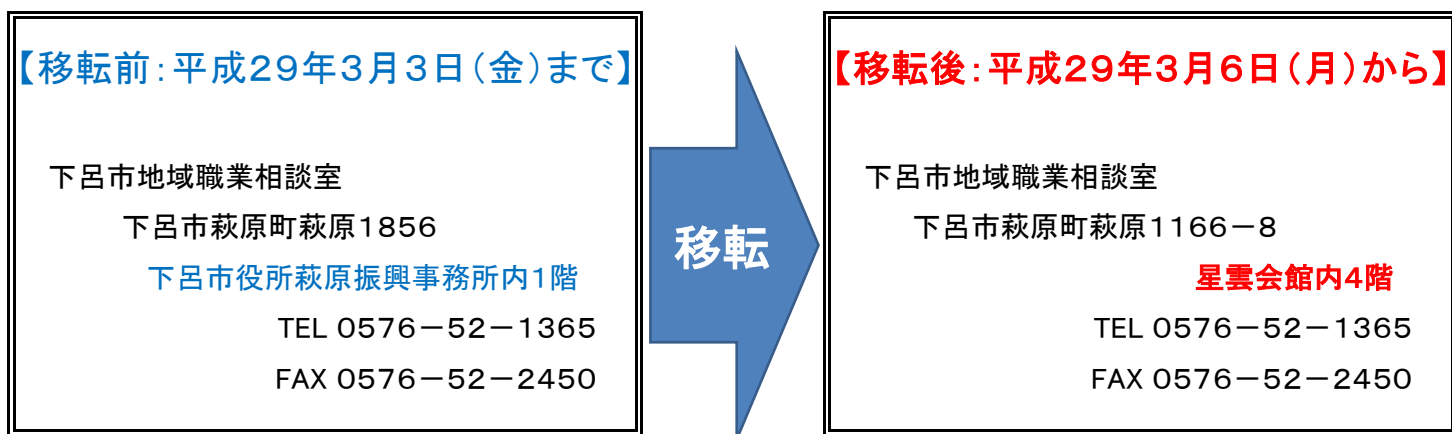 【移転前：平成２９年３月３日（金）まで】
下呂市地域職業相談室
下呂市萩原町萩原１８５６
下呂市役所萩原振興事務所内１階
TEL ０５７６－５２－１３６５
FAX ０５７６－５２－２４５０
移転
【移転後：平成２９年３月６日（月）から】
下呂市地域職業相談室
下呂市萩原町萩原１１６６－８
星雲会館内４階
TEL ０５７６－５２－１３６５
FAX ０５７６－５２－２４５０